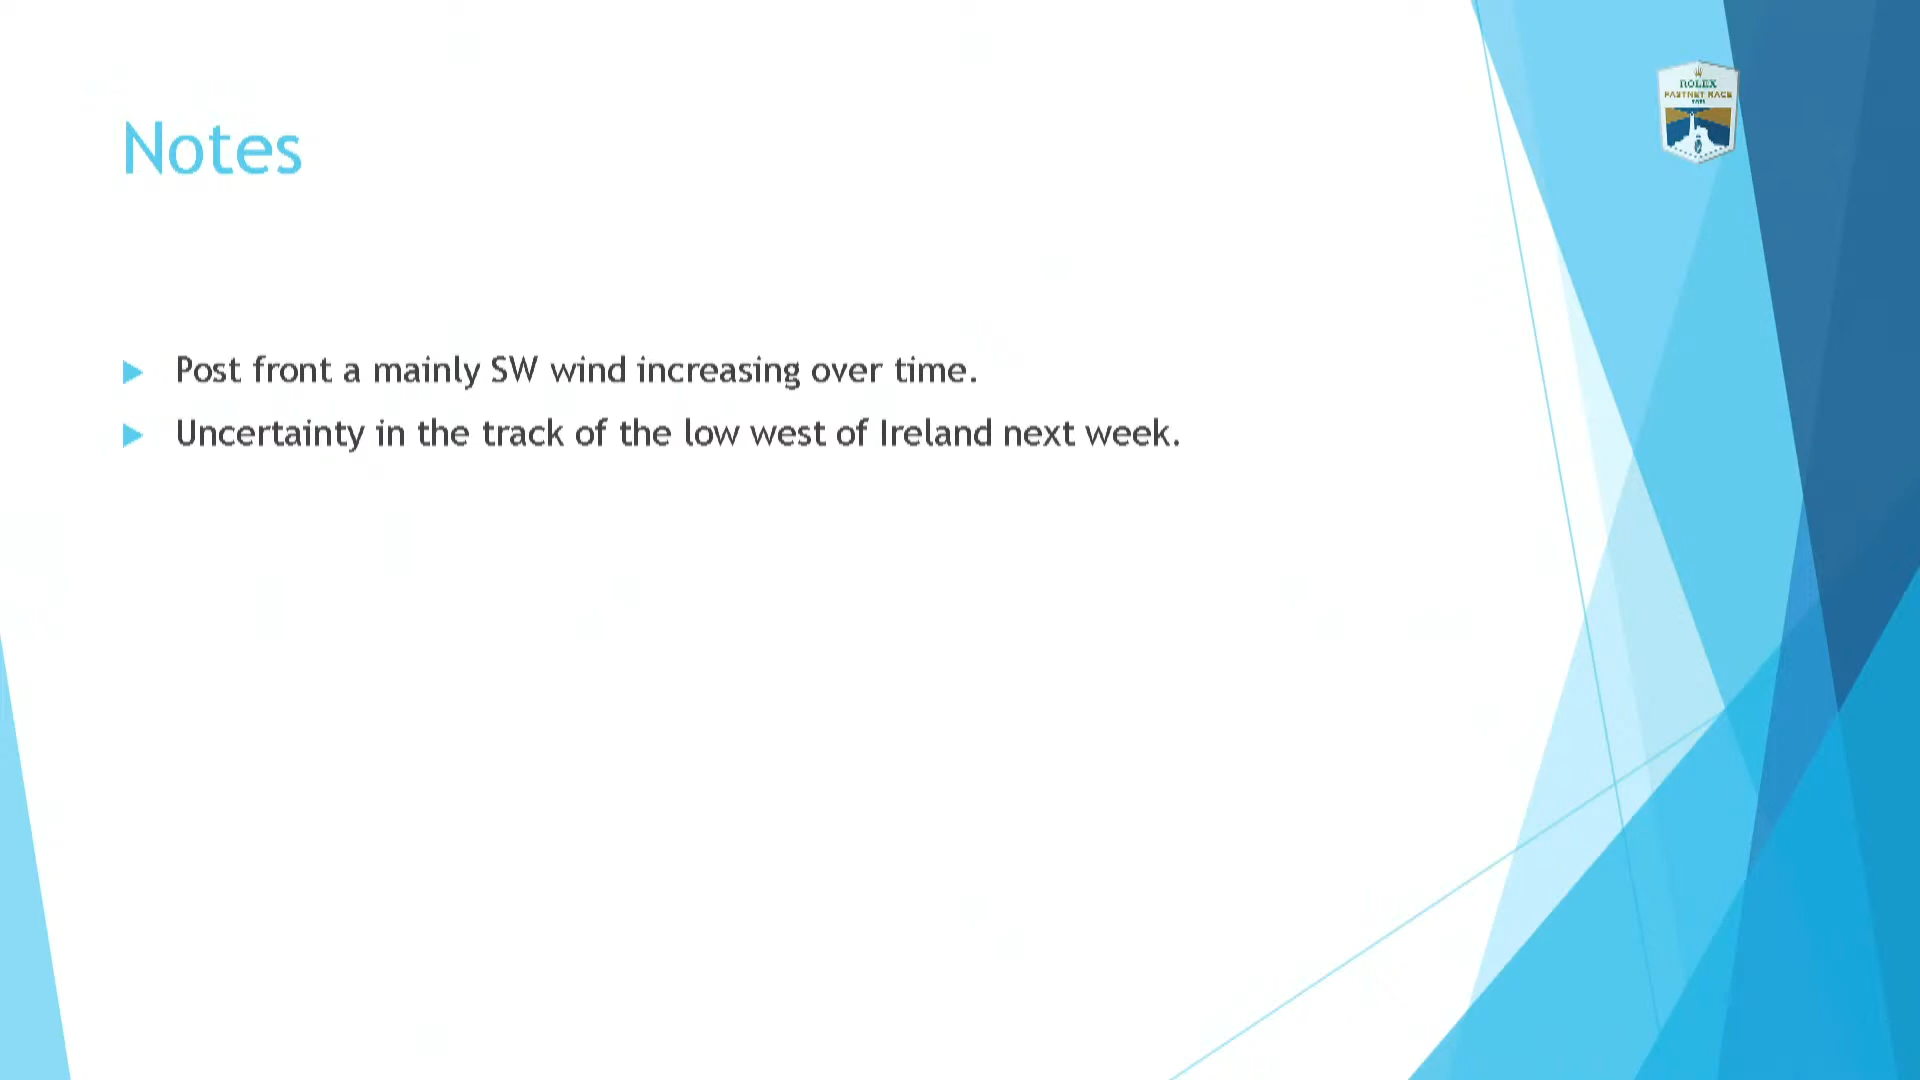 ROLEX
FASTNET RACE
Notes
Post front a mainly SW wind increasing over time.
Uncertainty in the track of the low west of Ireland next week.